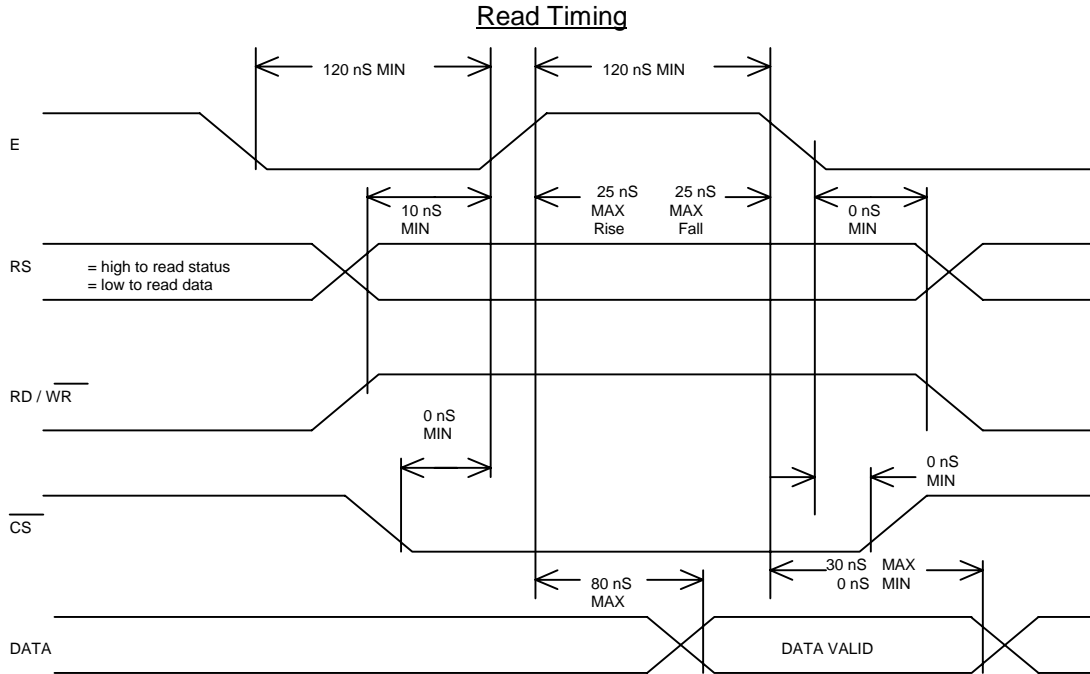 Read Timing
120 nS MIN
120 nS MIN
E
10 nS
MIN
25 nS
MAX
Rise
25 nS
MAX
Fall
0 nS
MIN
RS
= high to read status
= low to read data
RD / WR
0 nS
MIN
0 nS
MIN
CS
80 nS
MAX
30 nS MAX
0 nS MIN
DATA
DATA VALID